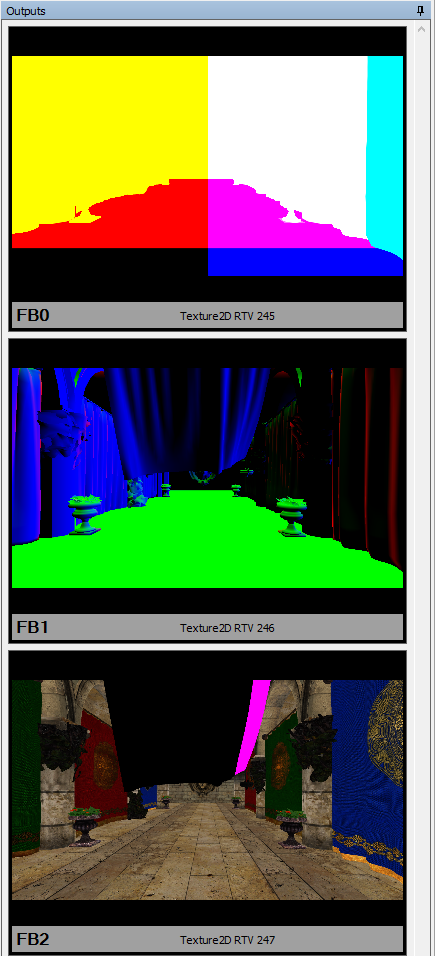 Outputs
FB0 Texture2D RTV 245
FB1 Texture2D RTV 246
FB2 Texture2D RTV 247